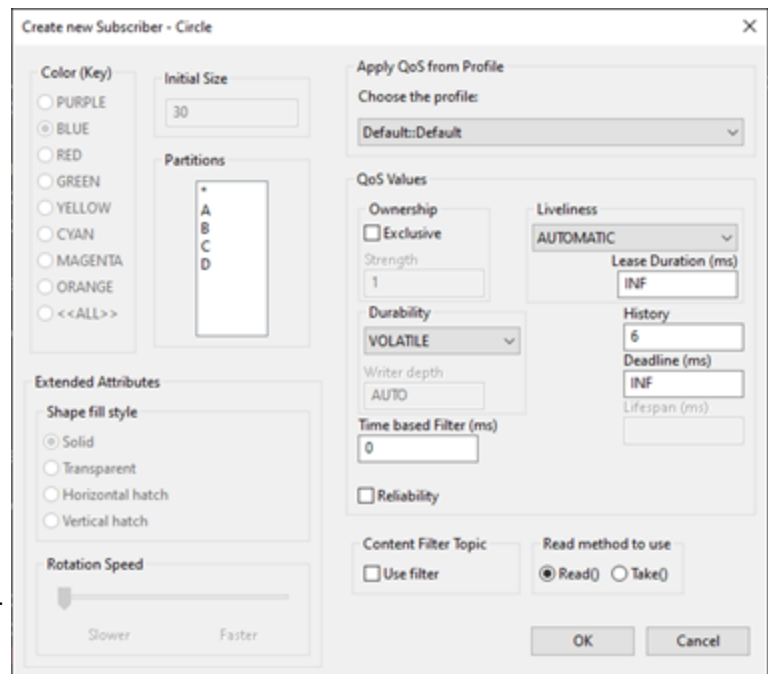 Create new Subscriber - Circle
Color (Key)
PURPLE
BLUE
RED
GREEN
YELLOW
CYAN
MAGENTA
ORANGE
<<ALL>>
Initial Size
30
Partitions
*
A
B
C
D
Extended Attributes
Shape fill style
Solid
Transparent
Horizontal hatch
Vertical hatch
Rotation Speed
Slower Faster
Apply QoS from Profile
Choose the profile:
Default::Default
QoS Values
Ownership
Exclusive
Strength
1
Liveliness
AUTOMATIC
Lease Duration (ms)
INF
Durability
VOLATILE
Writer depth
AUTO
History
6
Deadline (ms)
INF
Lifespan (ms)
Time based Filter (ms)
0
Reliability
Content Filter Topic
Use filter
Read method to use
Read() Take()
OK Cancel